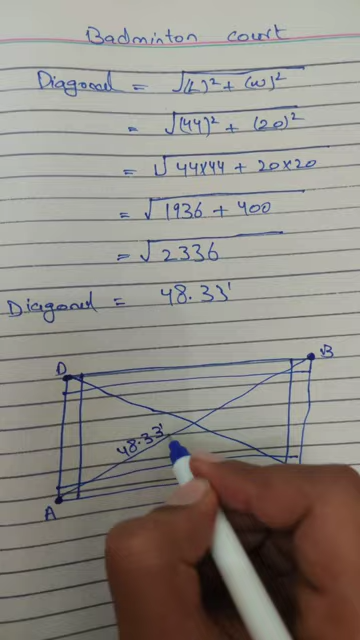 Badminton court
Diagonal = √(L)² + (W)²
= √(44)² + (20)²
= √44×44 + 20×20
= √1936 + 400
= √2336
Diagonal = 48.33'
D
B
48.33'
A